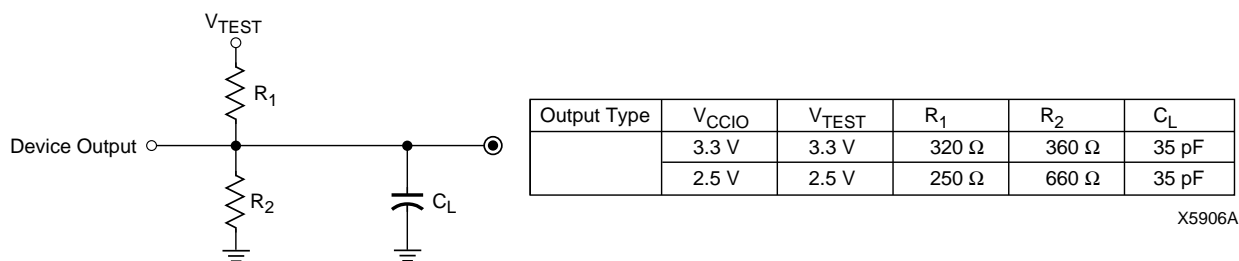 V_TEST
R_1
Device Output
R_2
C_L
Output Type V_CCIO V_TEST R_1 R_2 C_L
3.3 V 3.3 V 320 Ω 360 Ω 35 pF
2.5 V 2.5 V 250 Ω 660 Ω 35 pF
X5906A